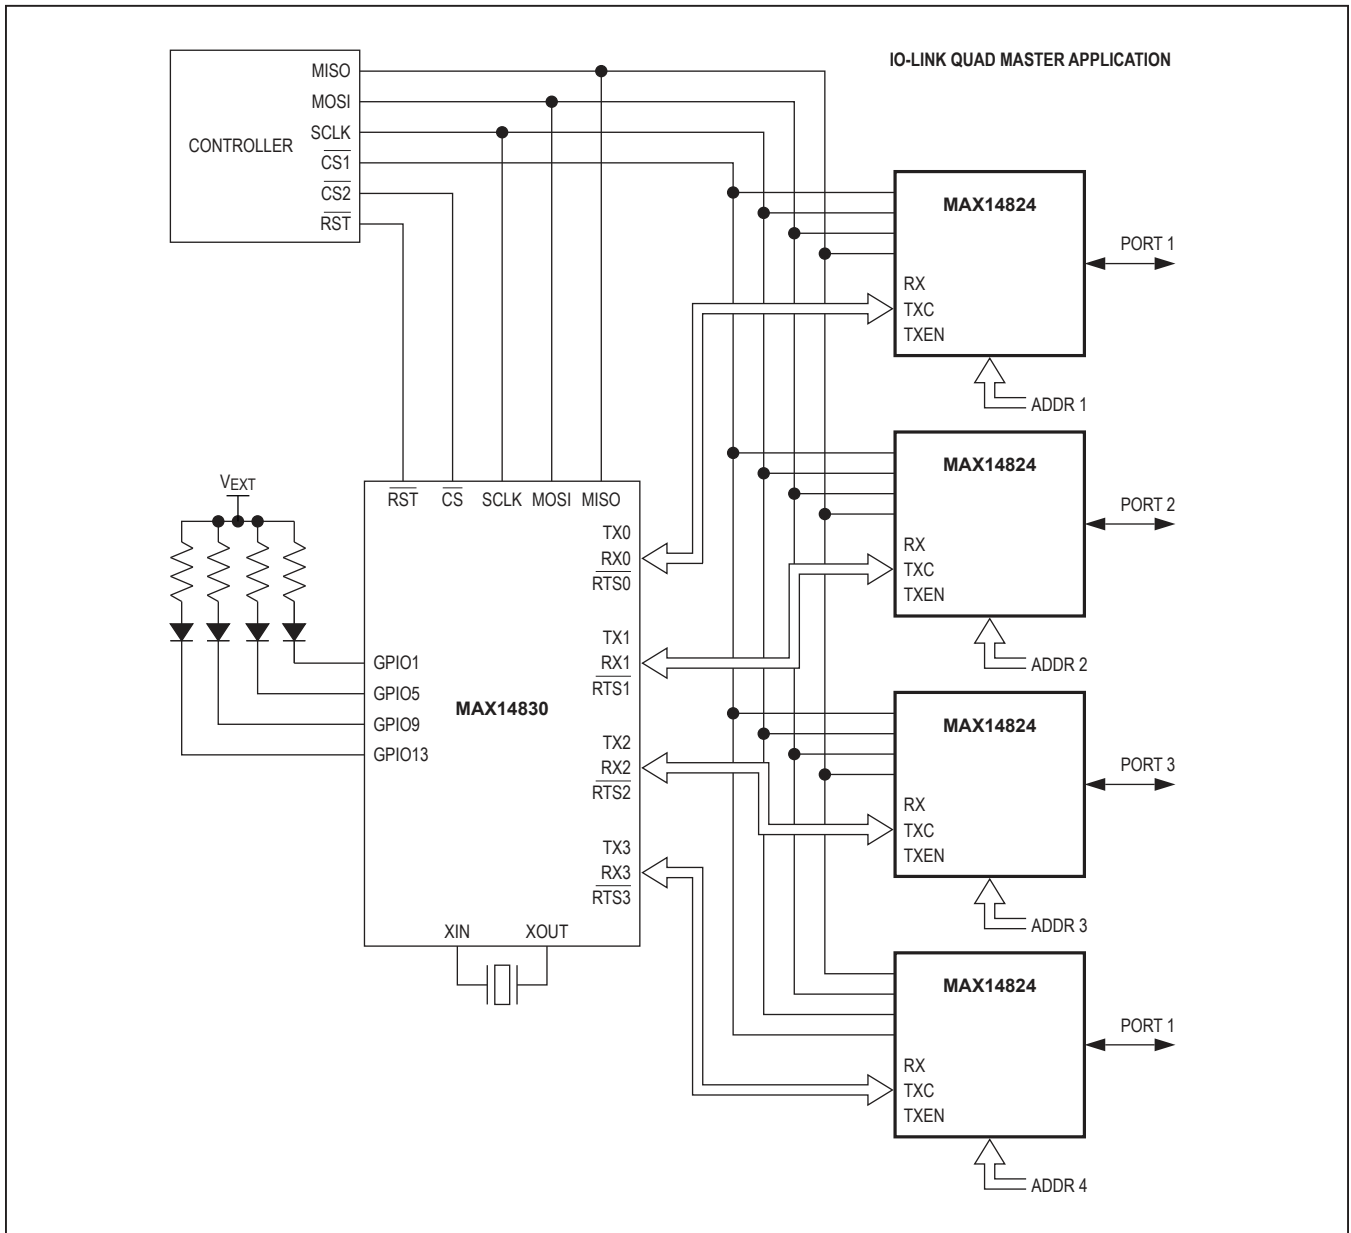 IO-LINK QUAD MASTER APPLICATION
CONTROLLER
MISO
MOSI
SCLK
CS1
CS2
RST
MAX14824
PORT 1
RX
TXC
TXEN
ADDR 1
MAX14824
PORT 2
RX
TXC
TXEN
ADDR 2
MAX14824
PORT 3
RX
TXC
TXEN
ADDR 3
MAX14824
PORT 1
RX
TXC
TXEN
ADDR 4
VEXT
RST CS SCLK MOSI MISO
TX0
RX0
RTS0
TX1
RX1
RTS1
TX2
RX2
RTS2
TX3
RX3
RTS3
GPIO1
GPIO5
GPIO9
GPIO13
MAX14830
XIN XOUT